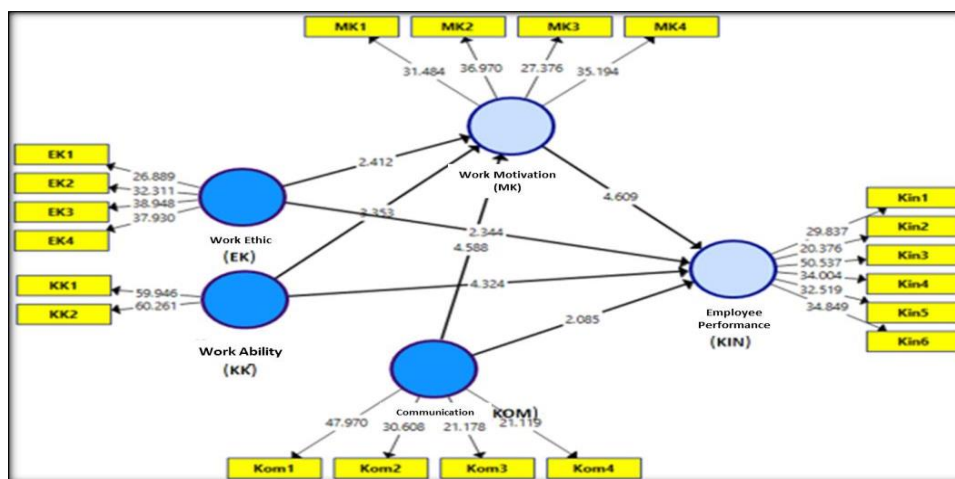 MK1 MK2 MK3 MK4
31.484 36.970 27.376 35.194
EK1
EK2
EK3
EK4
26.889
32.311
38.948
37.930
2.412
Work Motivation
(MK)
4.609
Work Ethic
(EK)
3.353
2.344
4.588
KK1
KK2
59.946
60.261
4.324
Work Ability
(KK)
2.085
Employee
Performance
(KIN)
29.837
20.376
50.537
34.004
32.519
34.849
Kin1
Kin2
Kin3
Kin4
Kin5
Kin6
Communication KOM)
47.970 30.608 21.178 21.119
Kom1 Kom2 Kom3 Kom4